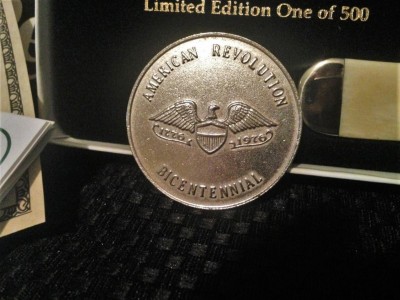 Limited Edition One of 500
AMERICAN REVOLUTION
1776 1976
BICENTENNIAL